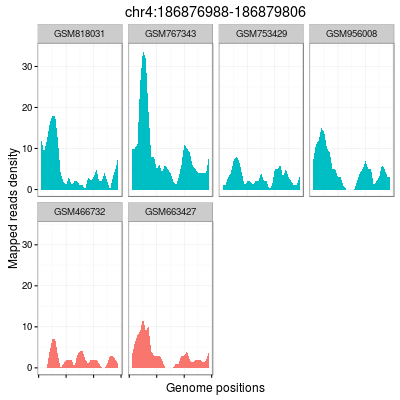 chr4:186876988-186879806
GSM818031 GSM767343 GSM753429 GSM956008
30
20
10
0
GSM466732 GSM663427
30
20
10
0
Mapped reads density
Genome positions